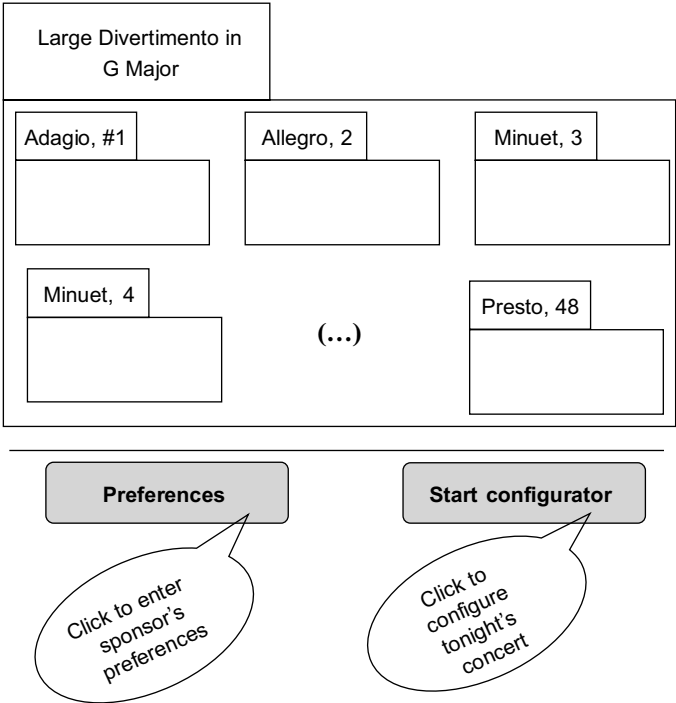 Large Divertimento in
G Major
Adagio, #1
Allegro, 2
Minuet, 3
Minuet, 4
(…)
Presto, 48
Preferences
Start configurator
Click to enter
sponsor’s
preferences
Click to
configure
tonight’s
concert